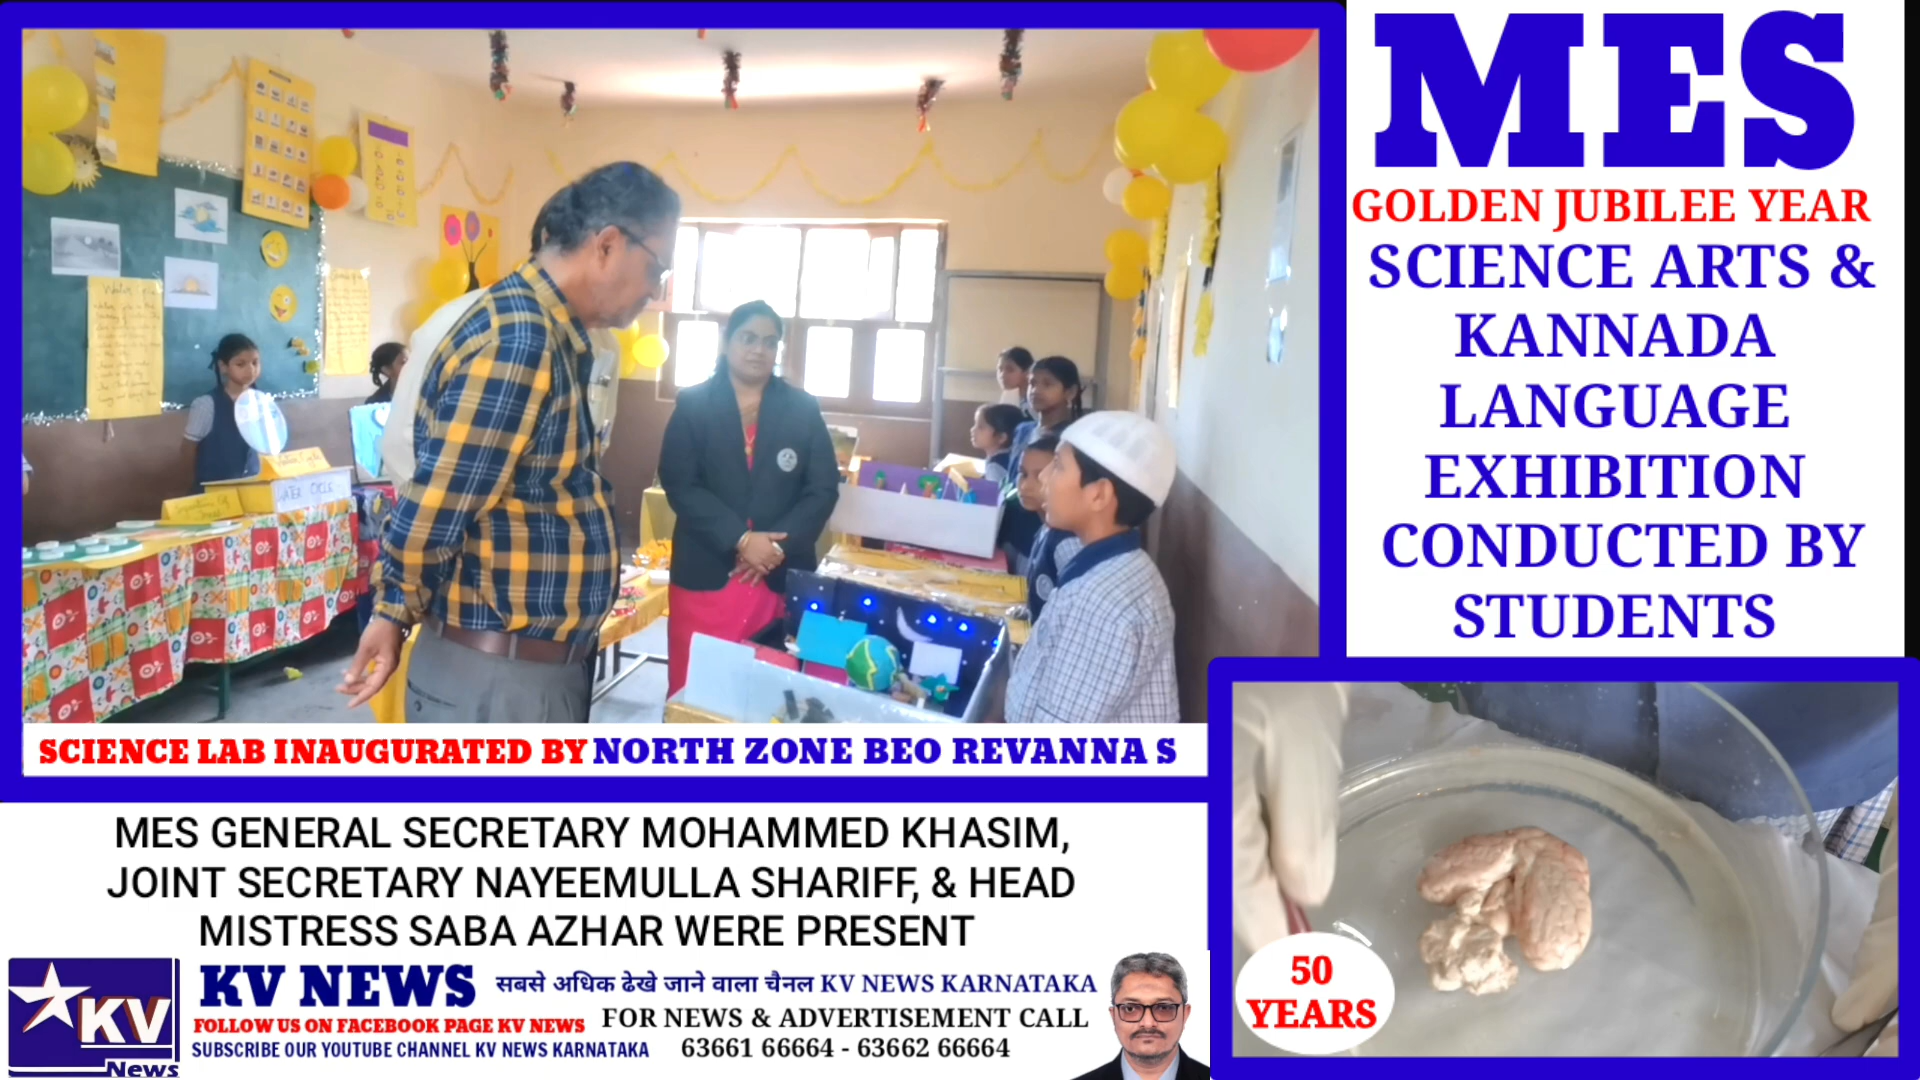 MES
GOLDEN JUBILEE YEAR
SCIENCE ARTS &
KANNADA
LANGUAGE
EXHIBITION
CONDUCTED BY
STUDENTS
WATER CYCLE
SCIENCE LAB INAUGURATED BY NORTH ZONE BEO REVANNA S
MES GENERAL SECRETARY MOHAMMED KHASIM,
JOINT SECRETARY NAYEEMULLA SHARIFF, & HEAD
MISTRESS SABA AZHAR WERE PRESENT
50
YEARS
KV
News
KV NEWS
सबसे अधिक ढेखे जाने वाला चैनल KV NEWS KARNATAKA
FOLLOW US ON FACEBOOK PAGE KV NEWS
FOR NEWS & ADVERTISEMENT CALL
SUBSCRIBE OUR YOUTUBE CHANNEL KV NEWS KARNATAKA
63661 66664 - 63662 66664